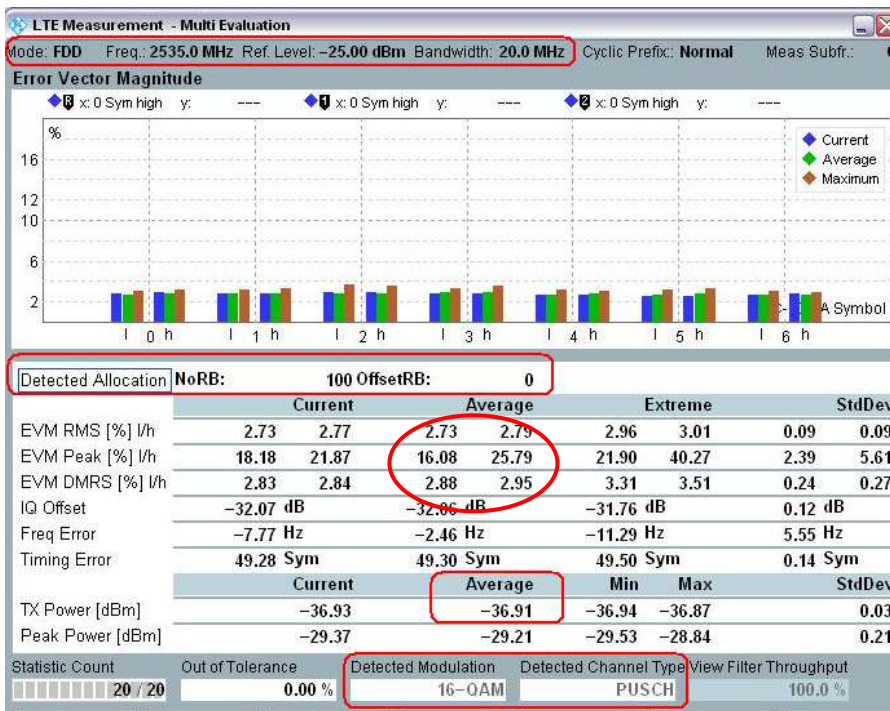 LTE Measurement - Multi Evaluation
Mode: FDD Freq.: 2535.0 MHz Ref. Level: -25.00 dBm Bandwidth: 20.0 MHz Cyclic Prefix:: Normal Meas Subfr.:
Error Vector Magnitude
R x: 0 Sym high y: --- 1 x: 0 Sym high y: --- 2 x: 0 Sym high y: ---
%
Current
16
Average
Maximum
12
10
6
2
A Symbol
l 0 h l 1 h l 2 h l 3 h l 4 h l 5 h l 6 h
Detected Allocation NoRB: 100 OffsetRB: 0
Current Average Extreme StdDev
EVM RMS [%] l/h 2.73 2.77 2.73 2.79 2.96 3.01 0.09 0.09
EVM Peak [%] l/h 18.18 21.87 16.08 25.79 21.90 40.27 2.39 5.61
EVM DMRS [%] l/h 2.83 2.84 2.88 2.95 3.31 3.51 0.24 0.27
IQ Offset -32.07 dB -32.06 dB -31.76 dB 0.12 dB
Freq Error -7.77 Hz -2.46 Hz -11.29 Hz 5.55 Hz
Timing Error 49.28 Sym 49.30 Sym 49.50 Sym 0.14 Sym
Current Average Min Max StdDev
TX Power [dBm] -36.93 -36.91 -36.94 -36.87 0.03
Peak Power [dBm] -29.37 -29.21 -29.53 -28.84 0.21
Statistic Count Out of Tolerance Detected Modulation Detected Channel Type View Filter Throughput
20 / 20 0.00 % 16-QAM PUSCH 100.0 %